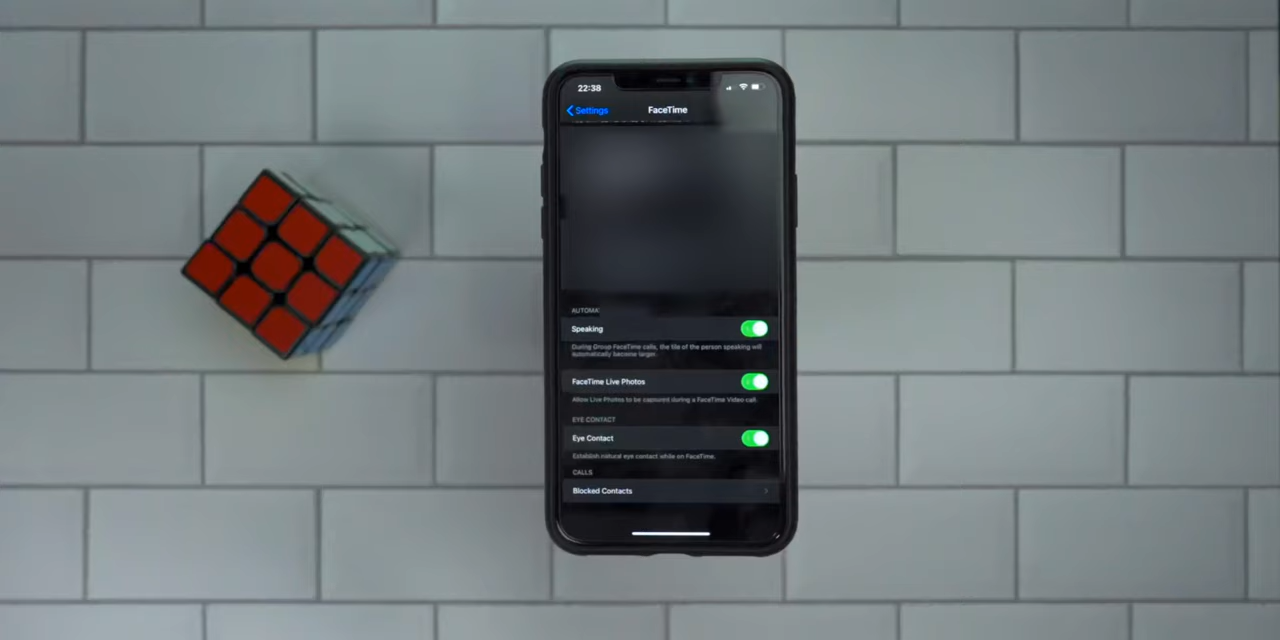 22:38
Settings
FaceTime
AUTOMA
Speaking
During Group FaceTime calls, the tile of the person speaking will
automatically become larger.
FaceTime Live Photos
Allow Live Photos to be captured during a FaceTime Video call.
EYE CONTACT
Eye Contact
Establish natural eye contact while on FaceTime.
CALLS
Blocked Contacts